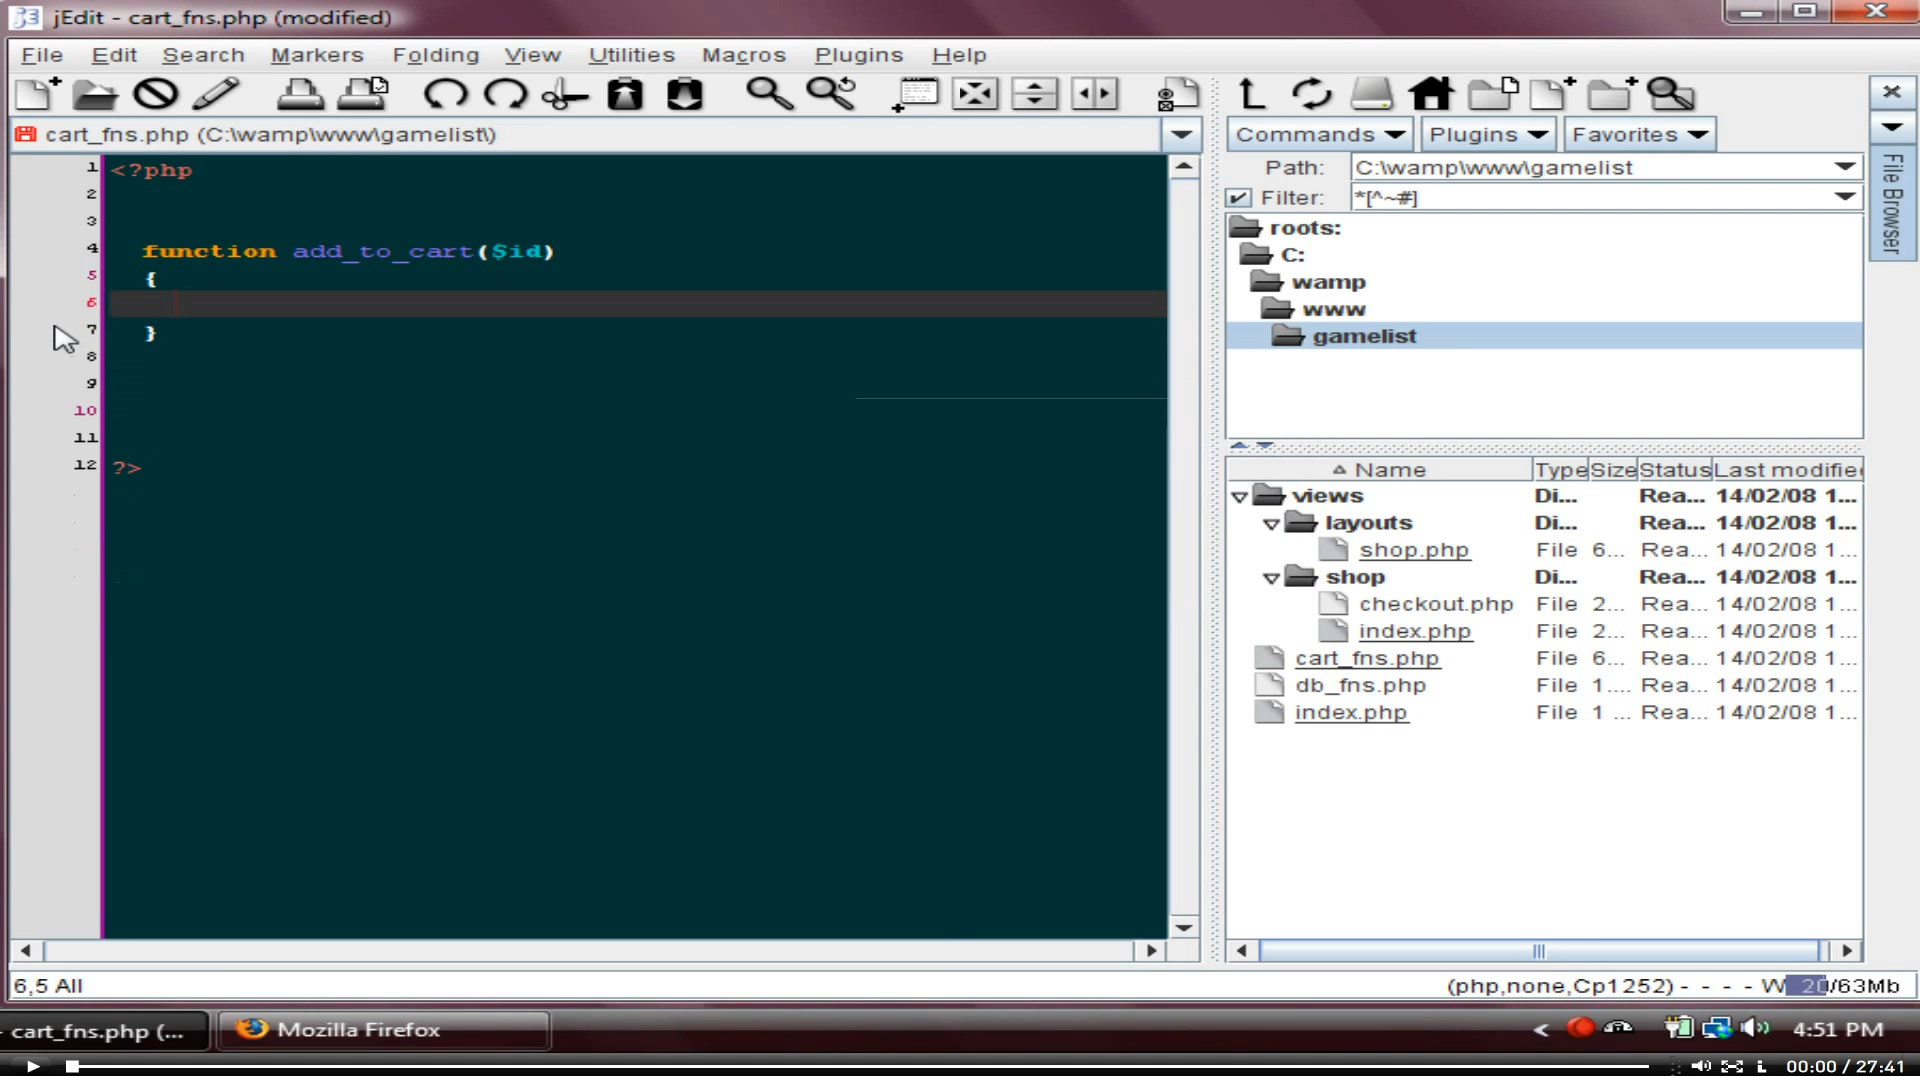 jEdit - cart_fns.php (modified)
File Edit Search Markers Folding View Utilities Macros Plugins Help
cart_fns.php (C:\wamp\www\gamelist\)
Commands Plugins Favorites
Path: C:\wamp\www\gamelist
Filter: *[^~#]
File Browser
roots:
C:
wamp
www
gamelist
1 <?php
2
3
4 function add_to_cart($id)
5 {
6
7 }
8
9
10
11
12 ?>
Name Type Size Status Last modifie
views Di... Rea... 14/02/08 1...
layouts Di... Rea... 14/02/08 1...
shop.php File 6... Rea... 14/02/08 1...
shop Di... Rea... 14/02/08 1...
checkout.php File 2... Rea... 14/02/08 1...
index.php File 2... Rea... 14/02/08 1...
cart_fns.php File 6... Rea... 14/02/08 1...
db_fns.php File 1.... Rea... 14/02/08 1...
index.php File 1 ... Rea... 14/02/08 1...
6,5 All
(php,none,Cp1252) - - - - W 20/63Mb
cart_fns.php (...
Mozilla Firefox
4:51 PM
00:00 / 27:41